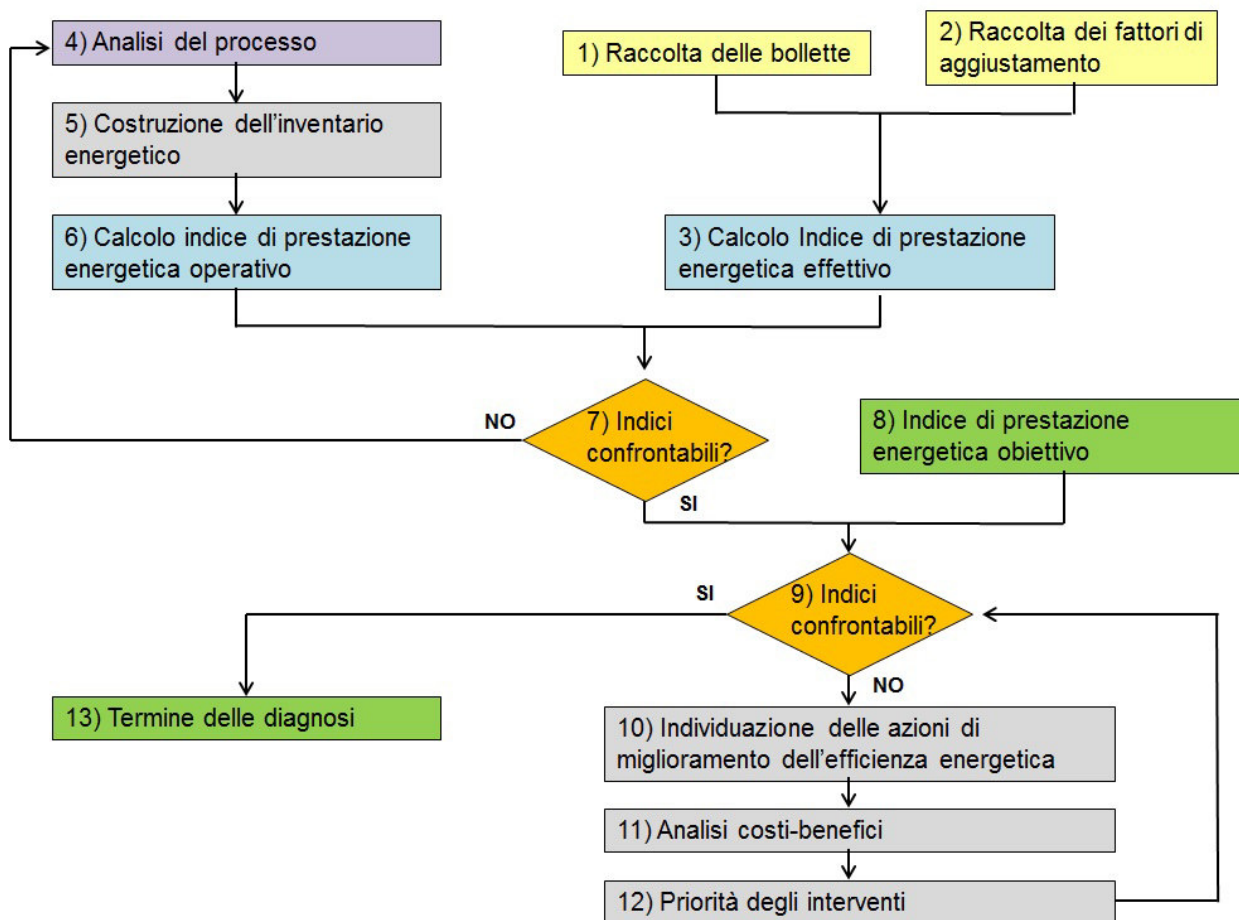 4) Analisi del processo
1) Raccolta delle bollette
2) Raccolta dei fattori di
aggiustamento
5) Costruzione dell'inventario
energetico
6) Calcolo indice di prestazione
energetica operativo
3) Calcolo Indice di prestazione
energetica effettivo
NO
7) Indici
confrontabili?
8) Indice di prestazione
energetica obiettivo
SI
SI
9) Indici
confrontabili?
NO
13) Termine delle diagnosi
10) Individuazione delle azioni di
miglioramento dell'efficienza energetica
11) Analisi costi-benefici
12) Priorità degli interventi